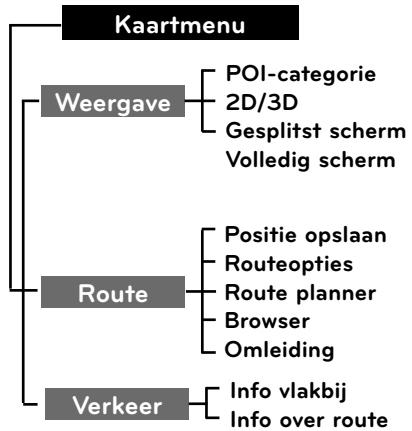 Kaartmenu
Weergave
POI-categorie
2D/3D
Gesplitst scherm
Volledig scherm
Route
Positie opslaan
Routeopties
Route planner
Browser
Omleiding
Verkeer
Info vlakbij
Info over route